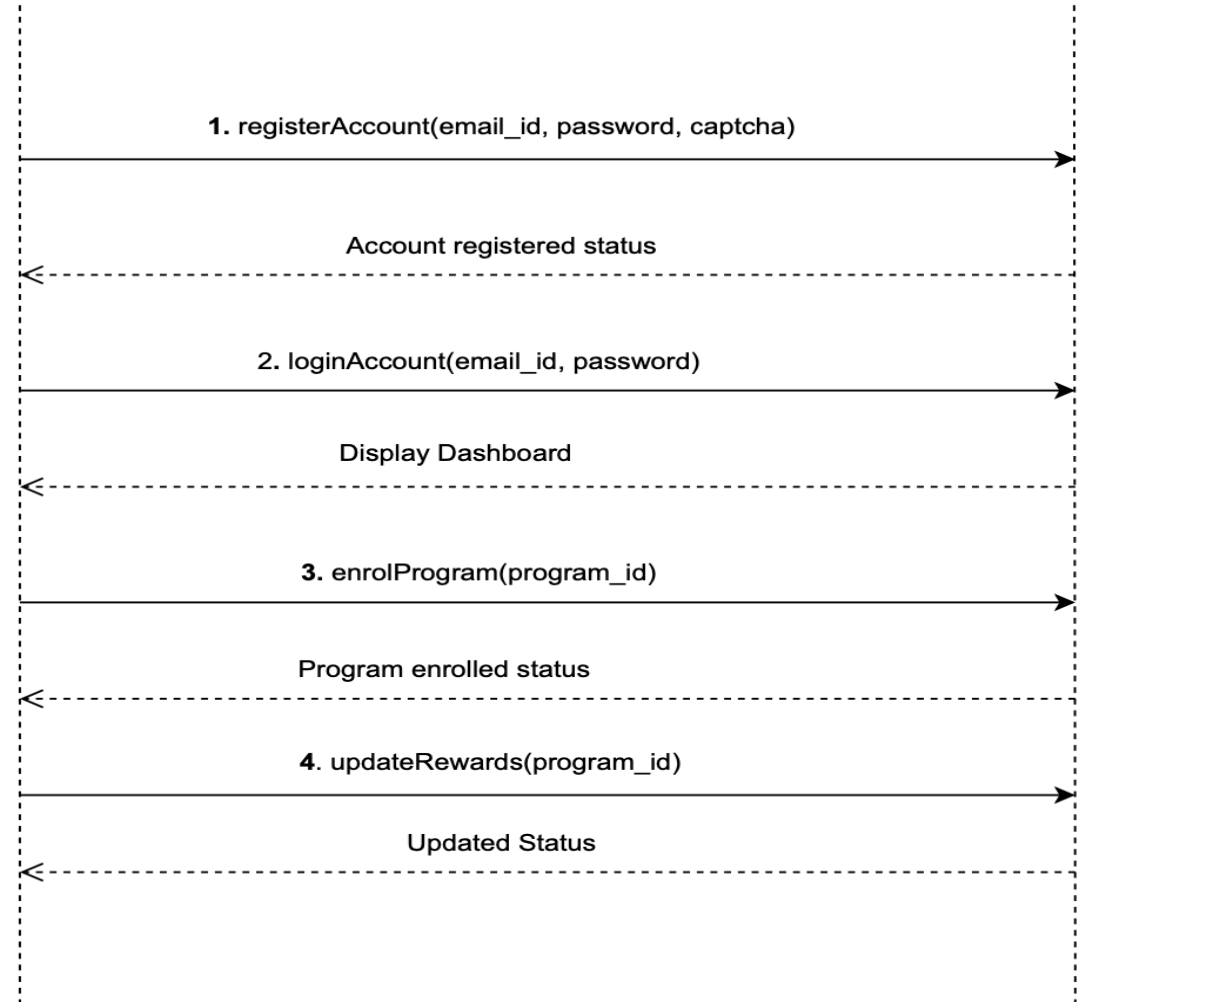 1. registerAccount(email_id, password, captcha)
Account registered status
2. loginAccount(email_id, password)
Display Dashboard
3. enrolProgram(program_id)
Program enrolled status
4. updateRewards(program_id)
Updated Status